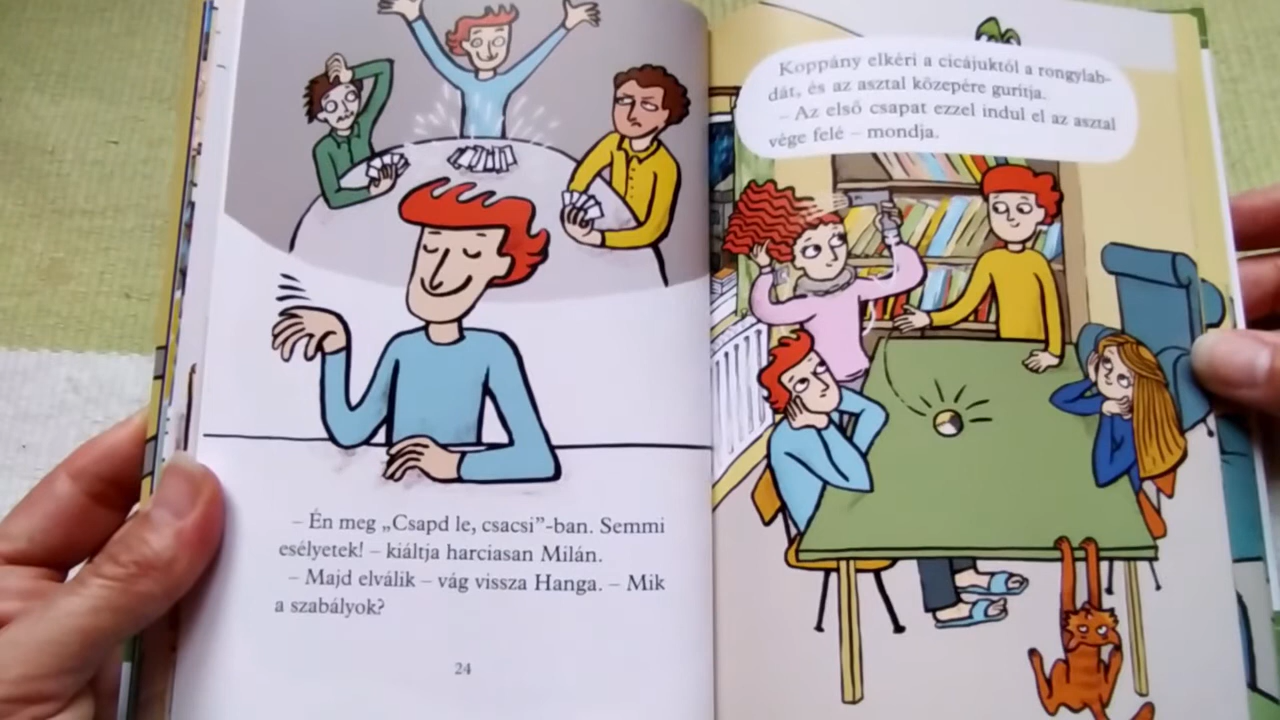 – Én meg „Csapd le, csacsi”-ban. Semmi
esélyetek! – kiáltja harciasan Milán.
– Majd elválik – vág vissza Hanga. – Mik
a szabályok?
24
Koppány elkéri a cicájuktól a rongylab-
dát, és az asztal közepére gurítja.
– Az első csapat ezzel indul el az asztal
vége felé – mondja.